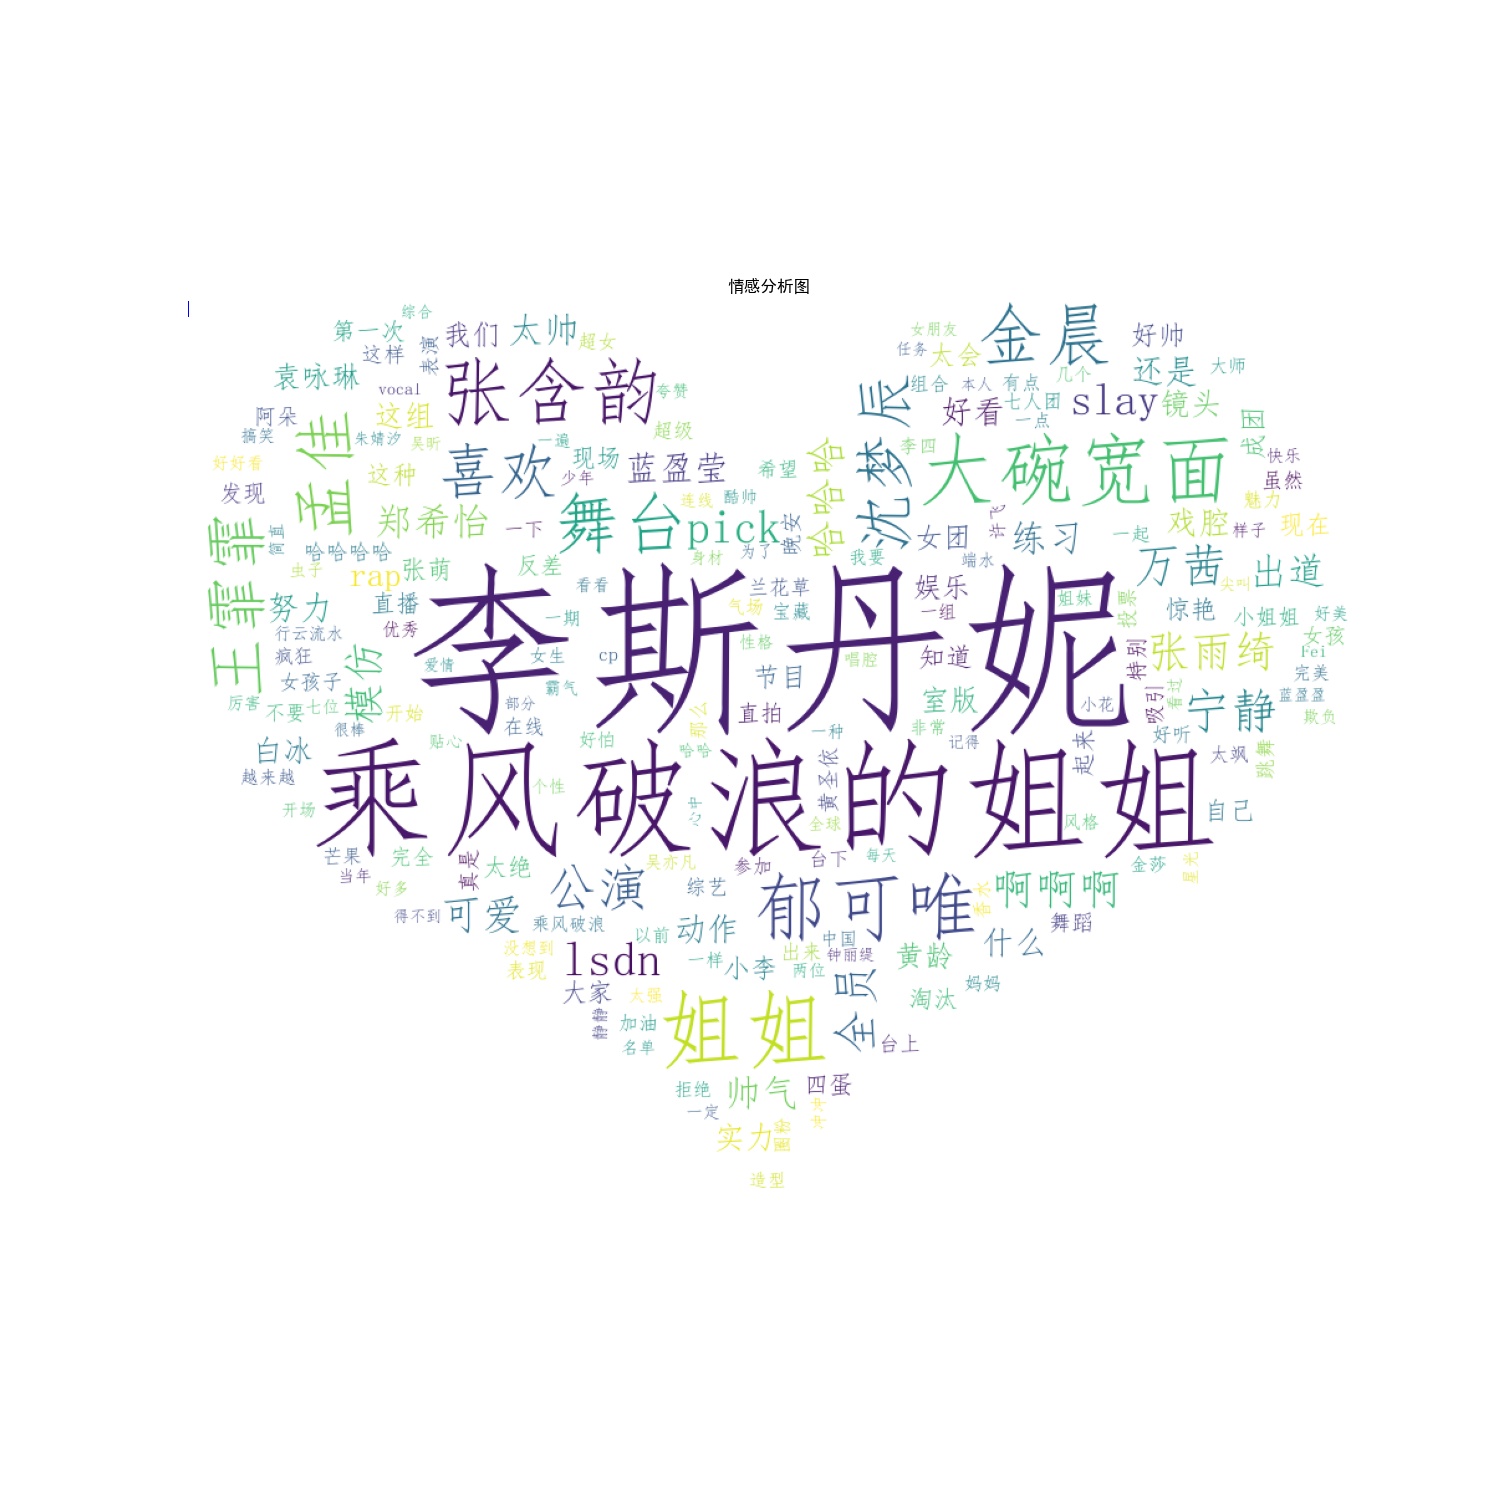 情感分析图
综合
第一次
我们
太帅
超女
女朋友
金晨
好帅
这样
表演
任务
太会
还是
大师
袁咏琳
vocal
张含韵
夸赞
辰
组合
本人
有点
几个
阿朵
这组
好看
七人团
slay
镜头
搞笑
朱婧汐
吴昕
一遍
超级
李四
一点
成团
好好看
孟佳
这种
喜欢
现场
蓝盈莹
希望
哈哈哈
沈梦
大碗宽面
快乐
发现
少年
连线
酷帅
虽然
魅力
王霏霏
郑希怡
一下
舞台
pick
晚安
女团
许飞
练习
一起
戏腔
样子
现在
简直
哈哈哈哈
反差
身材
为了
我要
端水
万茜
出道
虫子
rap
张萌
看看
兰花草
娱乐
姐妹
尖叫
努力
直播
李斯丹妮
气场
宝藏
一组
投票
惊艳
小姐姐
好美
行云流水
优秀
一期
性格
女孩
疯狂
模仿
爱情
女生
cp
唱腔
知道
特别
张雨绮
Fei
女孩子
霸气
节目
完美
厉害
不要
七位
开始
部分
那么
直拍
室版
小花
吸引
看过
宁静
蓝盈盈
欺负
很棒
在线
一种
非常
白冰
贴心
好怕
哈哈
记得
起来
好听
太飒
跳舞
越来越
乘风破浪的姐姐
个性
黄圣依
开场
心中
全球
风格
自己
芒果
完全
真是
太绝
吴亦凡
参加
台下
每天
金莎
星光
当年
好多
可爱
公演
综艺
郁可唯
香水
啊啊啊
得不到
乘风破浪
以前
动作
中国
舞蹈
没想到
lsdn
一样
小李
出来
钟丽缇
黄龄
什么
表现
两位
大家
太强
全员
淘汰
妈妈
静静
加油
姐姐
名单
台上
拒绝
帅气
四蛋
一定
实力
造型